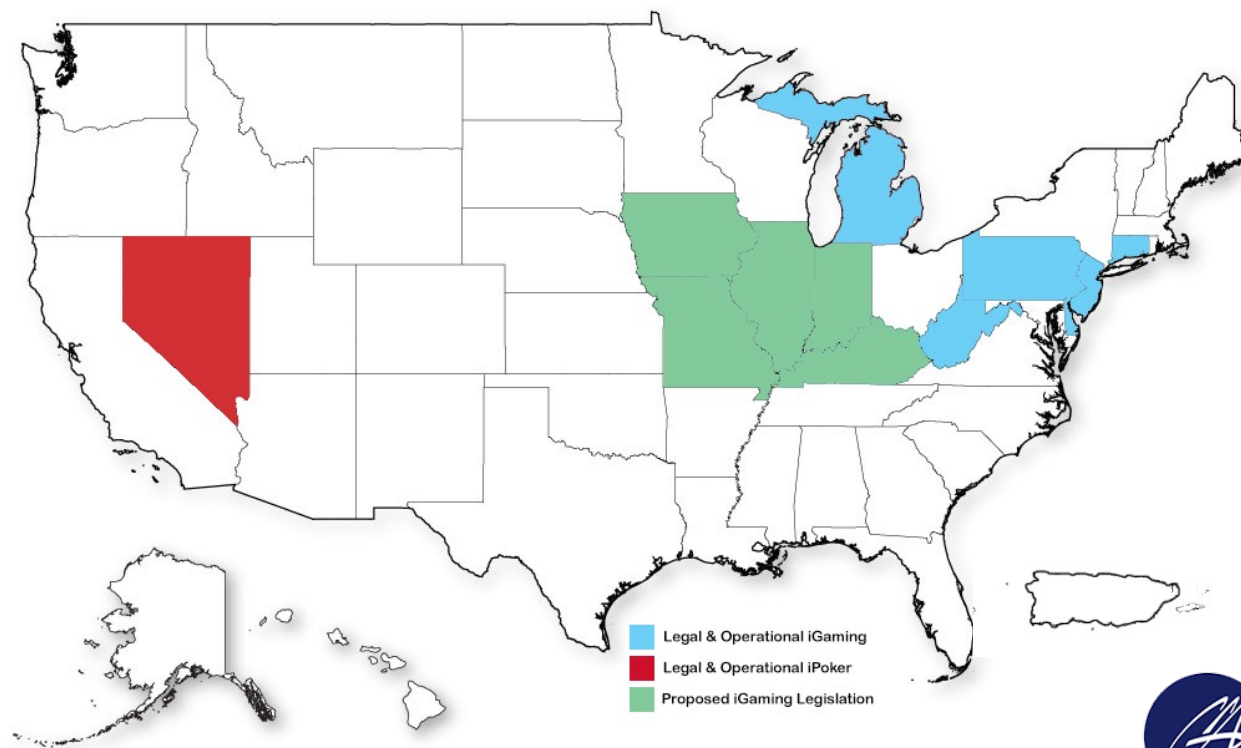 Legal & Operational iGaming
Legal & Operational iPoker
Proposed iGaming Legislation